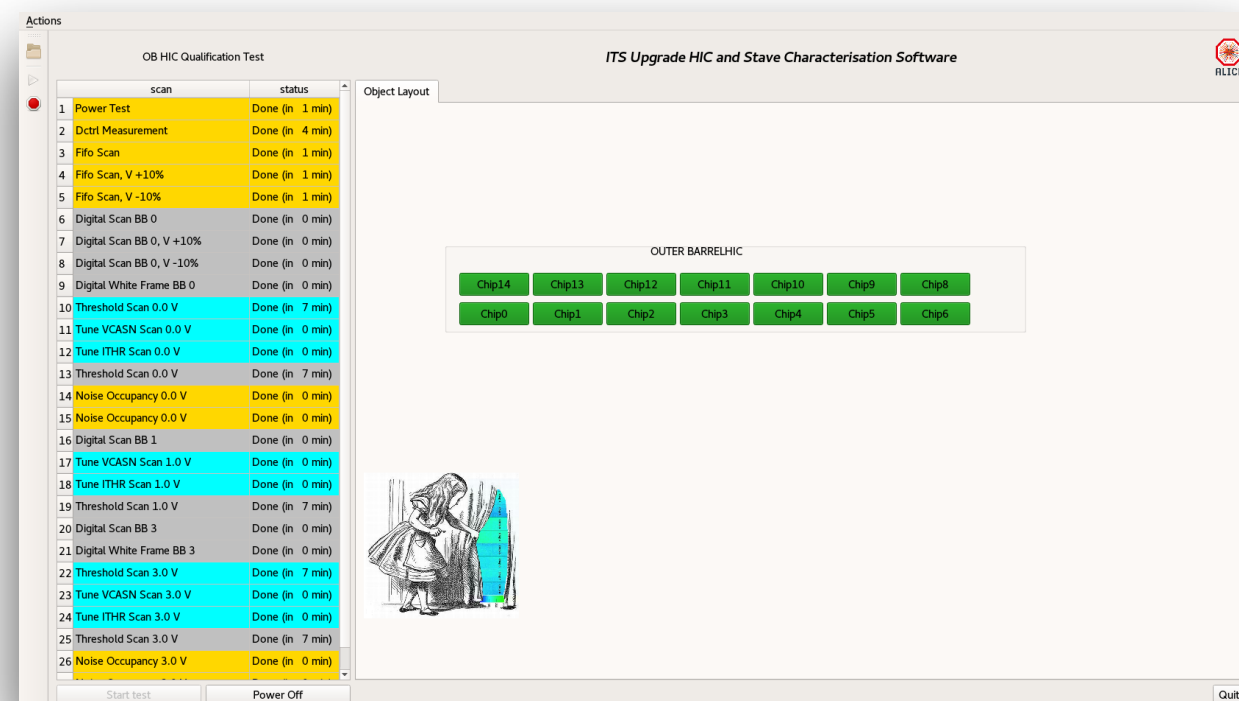 Actions
OB HIC Qualification Test
ITS Upgrade HIC and Stave Characterisation Software
ALICE
scan status
1 Power Test Done (in 1 min)
2 Dctrl Measurement Done (in 4 min)
3 Fifo Scan Done (in 1 min)
4 Fifo Scan, V +10% Done (in 1 min)
5 Fifo Scan, V -10% Done (in 1 min)
6 Digital Scan BB 0 Done (in 0 min)
7 Digital Scan BB 0, V +10% Done (in 0 min)
8 Digital Scan BB 0, V -10% Done (in 0 min)
9 Digital White Frame BB 0 Done (in 0 min)
10 Threshold Scan 0.0 V Done (in 7 min)
11 Tune VCASN Scan 0.0 V Done (in 0 min)
12 Tune ITHR Scan 0.0 V Done (in 0 min)
13 Threshold Scan 0.0 V Done (in 7 min)
14 Noise Occupancy 0.0 V Done (in 0 min)
15 Noise Occupancy 0.0 V Done (in 0 min)
16 Digital Scan BB 1 Done (in 0 min)
17 Tune VCASN Scan 1.0 V Done (in 0 min)
18 Tune ITHR Scan 1.0 V Done (in 0 min)
19 Threshold Scan 1.0 V Done (in 7 min)
20 Digital Scan BB 3 Done (in 0 min)
21 Digital White Frame BB 3 Done (in 0 min)
22 Threshold Scan 3.0 V Done (in 7 min)
23 Tune VCASN Scan 3.0 V Done (in 0 min)
24 Tune ITHR Scan 3.0 V Done (in 0 min)
25 Threshold Scan 3.0 V Done (in 7 min)
26 Noise Occupancy 3.0 V Done (in 0 min)
Start test Power Off
Object Layout
OUTER BARRELHIC
Chip14 Chip13 Chip12 Chip11 Chip10 Chip9 Chip8
Chip0 Chip1 Chip2 Chip3 Chip4 Chip5 Chip6
Quit